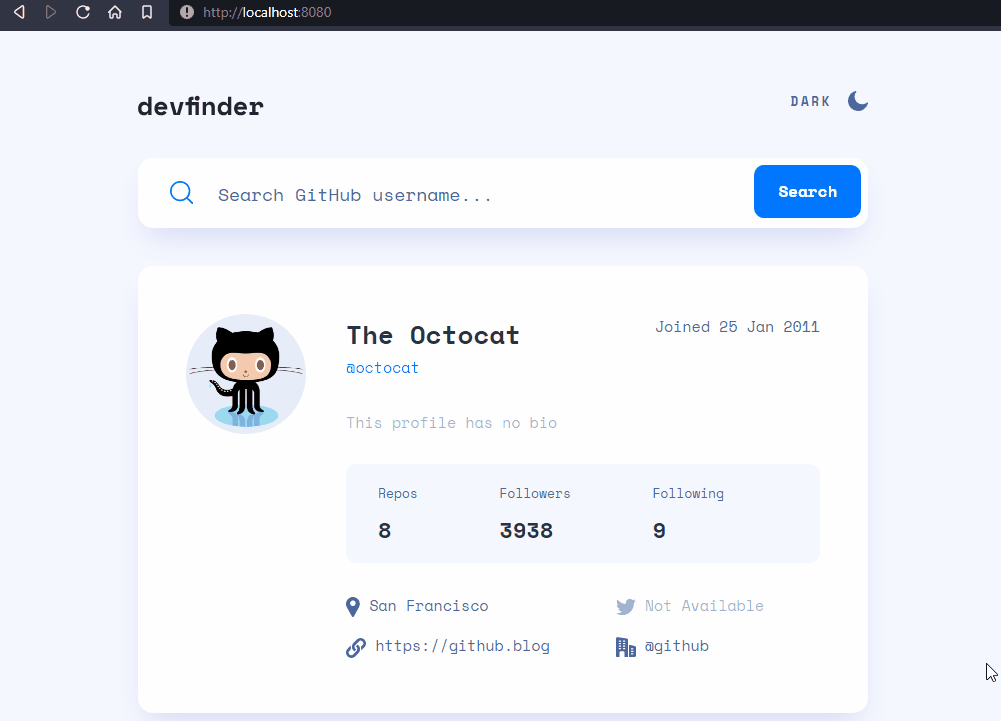 http://localhost:8080
devfinder
DARK
Search GitHub username...
Search
The Octocat
Joined 25 Jan 2011
@octocat
This profile has no bio
Repos Followers Following
8 3938 9
San Francisco Not Available
https://github.blog @github